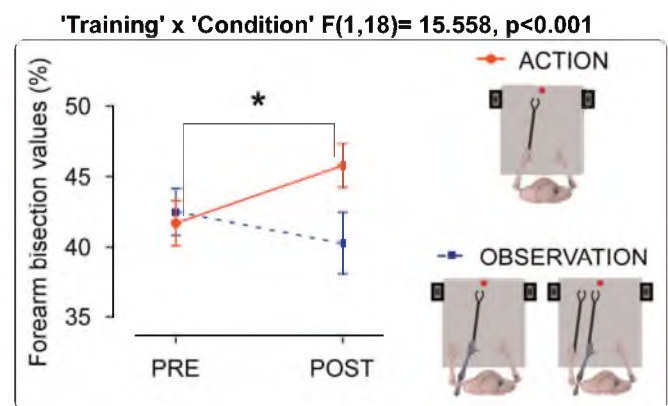 'Training' x 'Condition' F(1,18)= 15.558, p<0.001
Forearm bisection values (%)
50
45
40
35
*
PRE
POST
ACTION
OBSERVATION